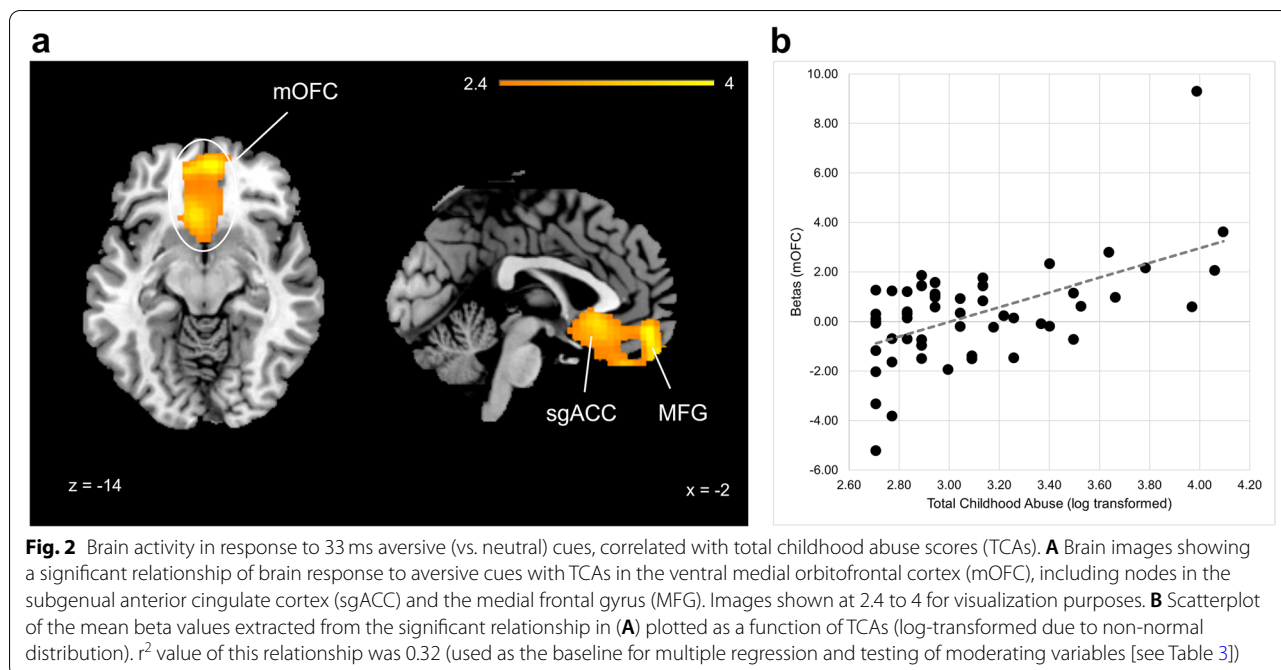 a
mOFC
2.4
4
sgACC
MFG
z = -14
x = -2
b
10.00
8.00
6.00
4.00
2.00
0.00
-2.00
-4.00
-6.00
Betas (mOFC)
2.60 2.80 3.00 3.20 3.40 3.60 3.80 4.00 4.20
Total Childhood Abuse (log transformed)
Fig. 2 Brain activity in response to 33 ms aversive (vs. neutral) cues, correlated with total childhood abuse scores (TCAs). A Brain images showing
a significant relationship of brain response to aversive cues with TCAs in the ventral medial orbitofrontal cortex (mOFC), including nodes in the
subgenual anterior cingulate cortex (sgACC) and the medial frontal gyrus (MFG). Images shown at 2.4 to 4 for visualization purposes. B Scatterplot
of the mean beta values extracted from the significant relationship in (A) plotted as a function of TCAs (log-transformed due to non-normal
distribution). r² value of this relationship was 0.32 (used as the baseline for multiple regression and testing of moderating variables [see Table 3])